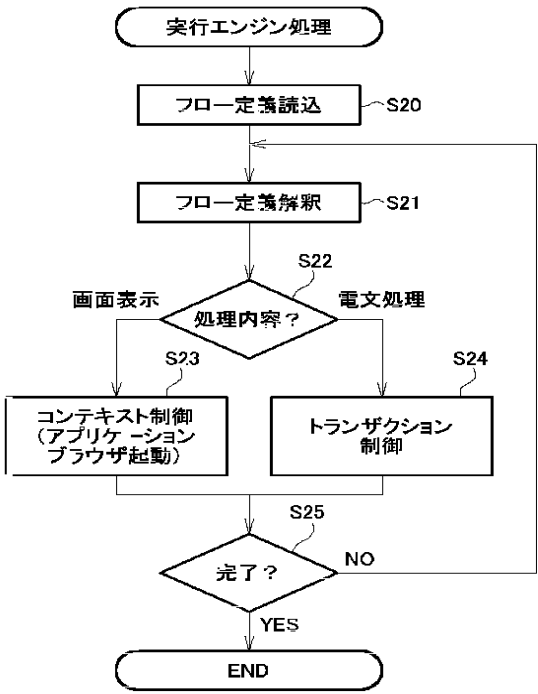 実行エンジン処理
フロー定義読込
S20
フロー定義解釈
S21
S22
画面表示
処理内容？
電文処理
S23
S24
コンテキスト制御
（アプリケーション
ブラウザ起動）
トランザクション
制御
S25
完了？
NO
YES
END